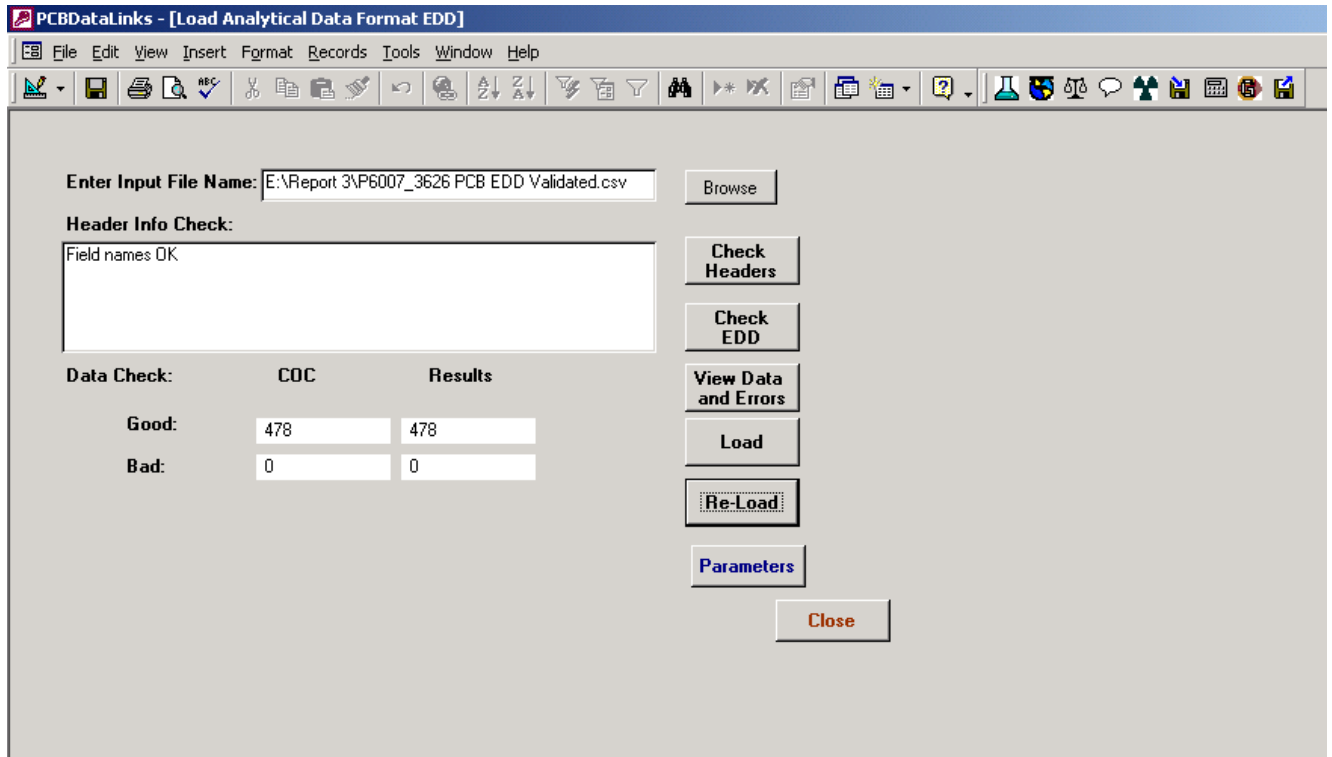 PCBDataLinks - [Load Analytical Data Format EDD]
File Edit View Insert Format Records Tools Window Help
Enter Input File Name: E:\Report 3\P6007_3626 PCB EDD Validated.csv Browse
Header Info Check:
Field names OK
Check
Headers
Check
EDD
Data Check: COC Results
View Data
and Errors
Good: 478 478
Load
Bad: 0 0
Re-Load
Parameters
Close